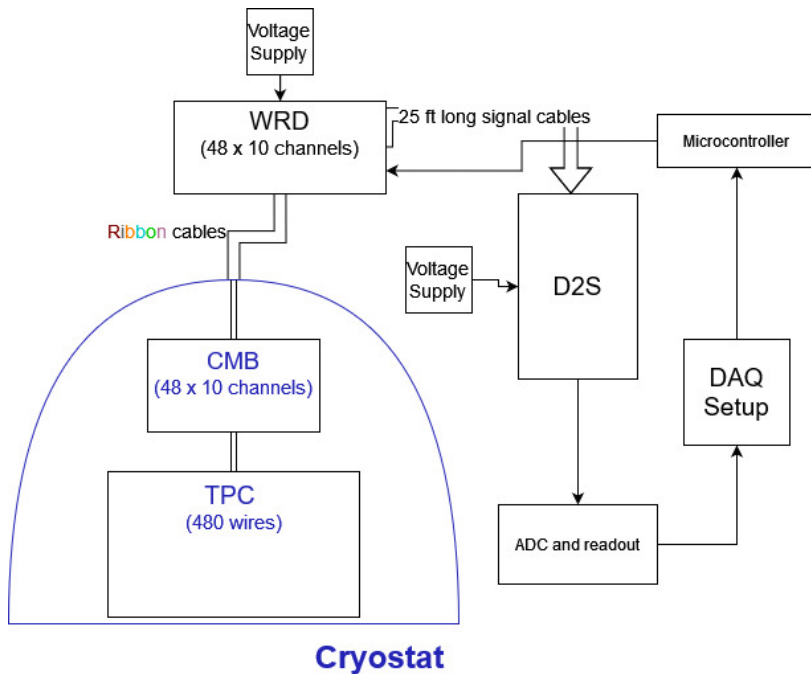 Voltage
Supply
WRD
(48 x 10 channels)
25 ft long signal cables
Microcontroller
Ribbon cables
Voltage
Supply
D2S
CMB
(48 x 10 channels)
DAQ
Setup
TPC
(480 wires)
ADC and readout
Cryostat